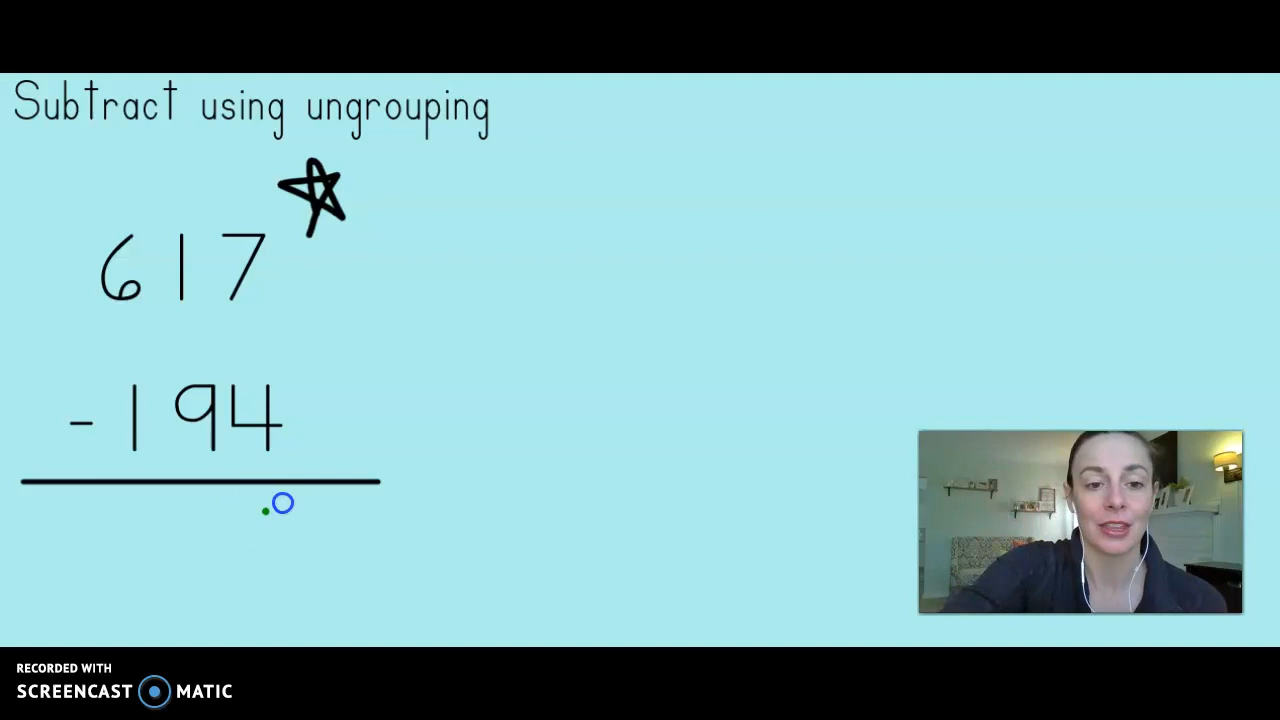 Subtract using ungrouping
617
-194
RECORDED WITH
SCREENCAST MATIC